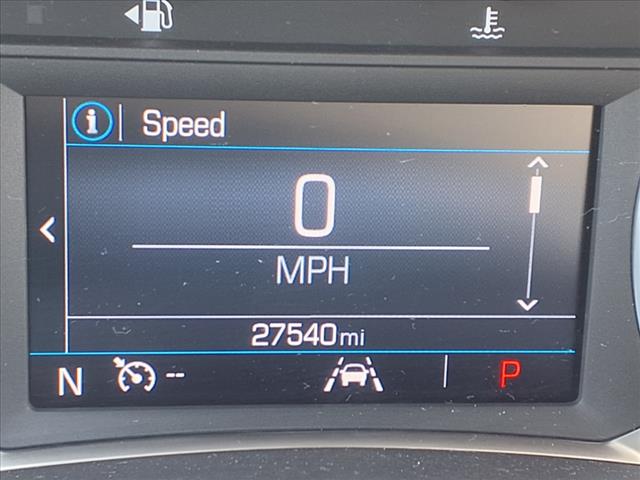 i Speed
0
MPH
27540mi
N -- P